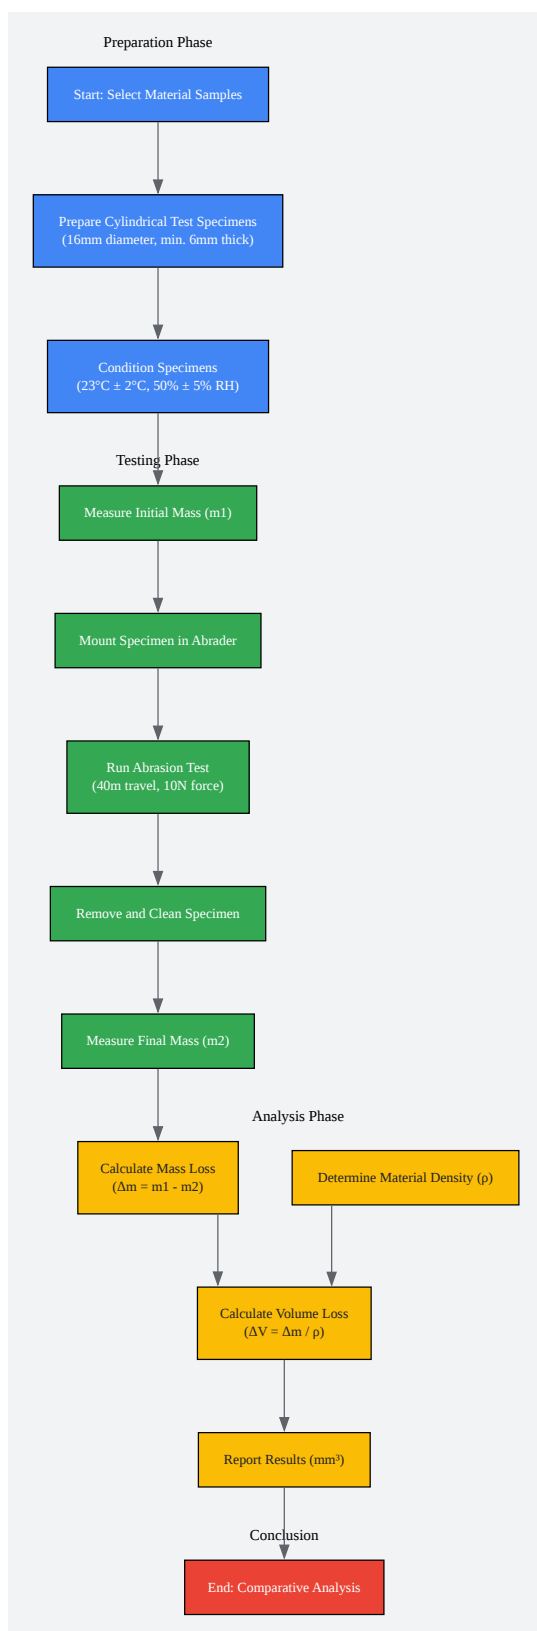 Preparation Phase
Start: Select Material Samples
Prepare Cylindrical Test Specimens
(16mm diameter, min. 6mm thick)
Condition Specimens
(23°C ± 2°C, 50% ± 5% RH)
Testing Phase
Measure Initial Mass (m1)
Mount Specimen in Abrader
Run Abrasion Test
(40m travel, 10N force)
Remove and Clean Specimen
Measure Final Mass (m2)
Analysis Phase
Calculate Mass Loss
(Δm = m1 - m2)
Determine Material Density (ρ)
Calculate Volume Loss
(ΔV = Δm / ρ)
Report Results (mm³)
Conclusion
End: Comparative Analysis